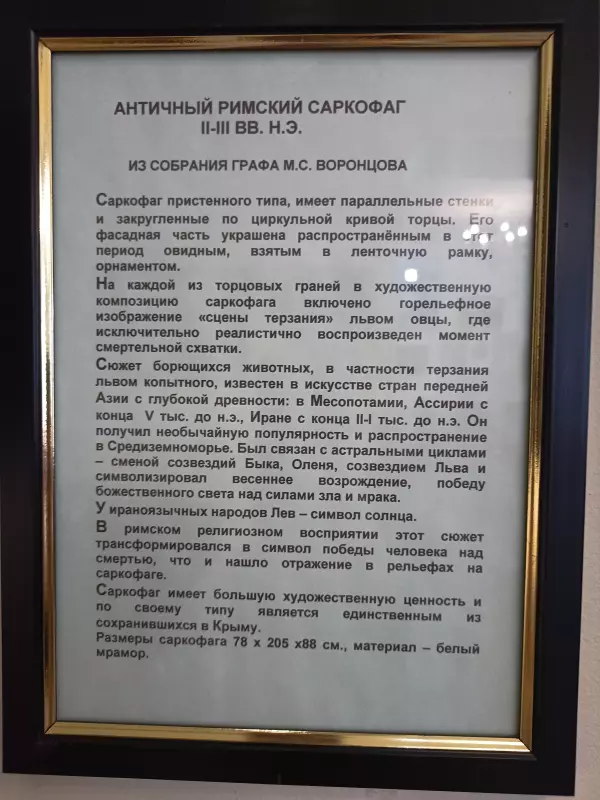 АНТИЧНЫЙ РИМСКИЙ САРКОФАГ
II-III ВВ. Н.Э.
ИЗ СОБРАНИЯ ГРАФА М.С. ВОРОНЦОВА
Саркофаг пристенного типа, имеет параллельные стенки
и закругленные по циркульной кривой торцы. Его
фасадная часть украшена распространённым в этот
период овидным, взятым в ленточную рамку,
орнаментом.
На каждой из торцовых граней в художественную
композицию саркофага включено горельефное
изображение «сцены терзания» львом овцы, где
исключительно реалистично воспроизведен момент
смертельной схватки.
Сюжет борющихся животных, в частности терзания
львом копытного, известен в искусстве стран передней
Азии с глубокой древности: в Месопотамии, Ассирии с
конца V тыс. до н.э., Иране с конца II-I тыс. до н.э. Он
получил необычайную популярность и распространение
в Средиземноморье. Был связан с астральными циклами
– сменой созвездий Быка, Оленя, созвездием Льва и
символизировал весеннее возрождение, победу
божественного света над силами зла и мрака.
У ираноязычных народов Лев – символ солнца.
В римском религиозном восприятии этот сюжет
трансформировался в символ победы человека над
смертью, что и нашло отражение в рельефах на
саркофаге.
Саркофаг имеет большую художественную ценность и
по своему типу является единственным из
сохранившихся в Крыму.
Размеры саркофага 78 х 205 х88 см., материал – белый
мрамор.